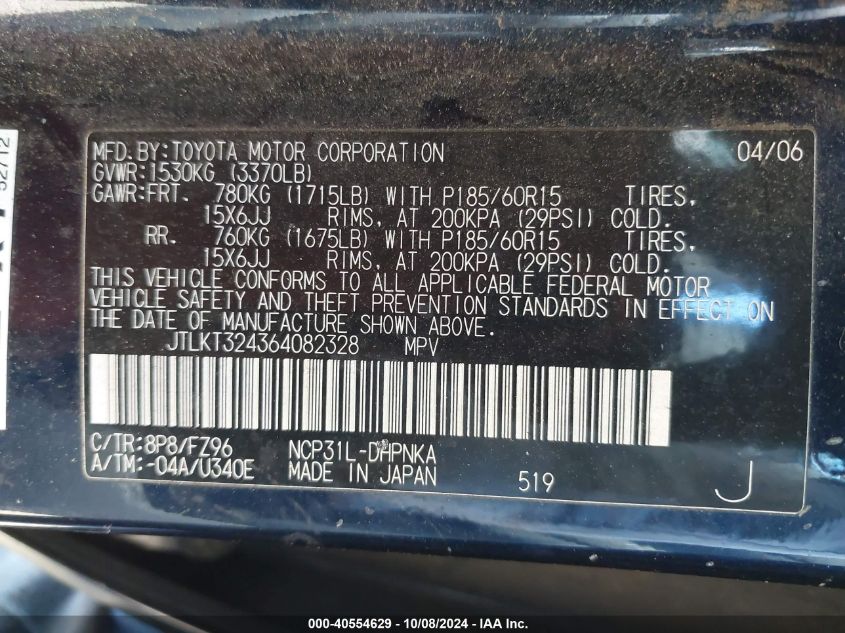 52/12
MFD.BY:TOYOTA MOTOR CORPORATION 04/06
GVWR:1530KG (3370LB)
GAWR:FRT. 780KG (1715LB) WITH P185/60R15 TIRES,
15X6JJ RIMS, AT 200KPA (29PSI) COLD.
RR. 760KG (1675LB) WITH P185/60R15 TIRES,
15X6JJ RIMS, AT 200KPA (29PSI) COLD.
THIS VEHICLE CONFORMS TO ALL APPLICABLE FEDERAL MOTOR
VEHICLE SAFETY AND THEFT PREVENTION STANDARDS IN EFFECT ON
THE DATE OF MANUFACTURE SHOWN ABOVE.
JTLKT324364082328 MPV
C/TR:8P8/FZ96 NCP31L-DHPNKA
A/TM:-04A/U340E MADE IN JAPAN 519 J
000-40554629 - 10/08/2024 - IAA Inc.